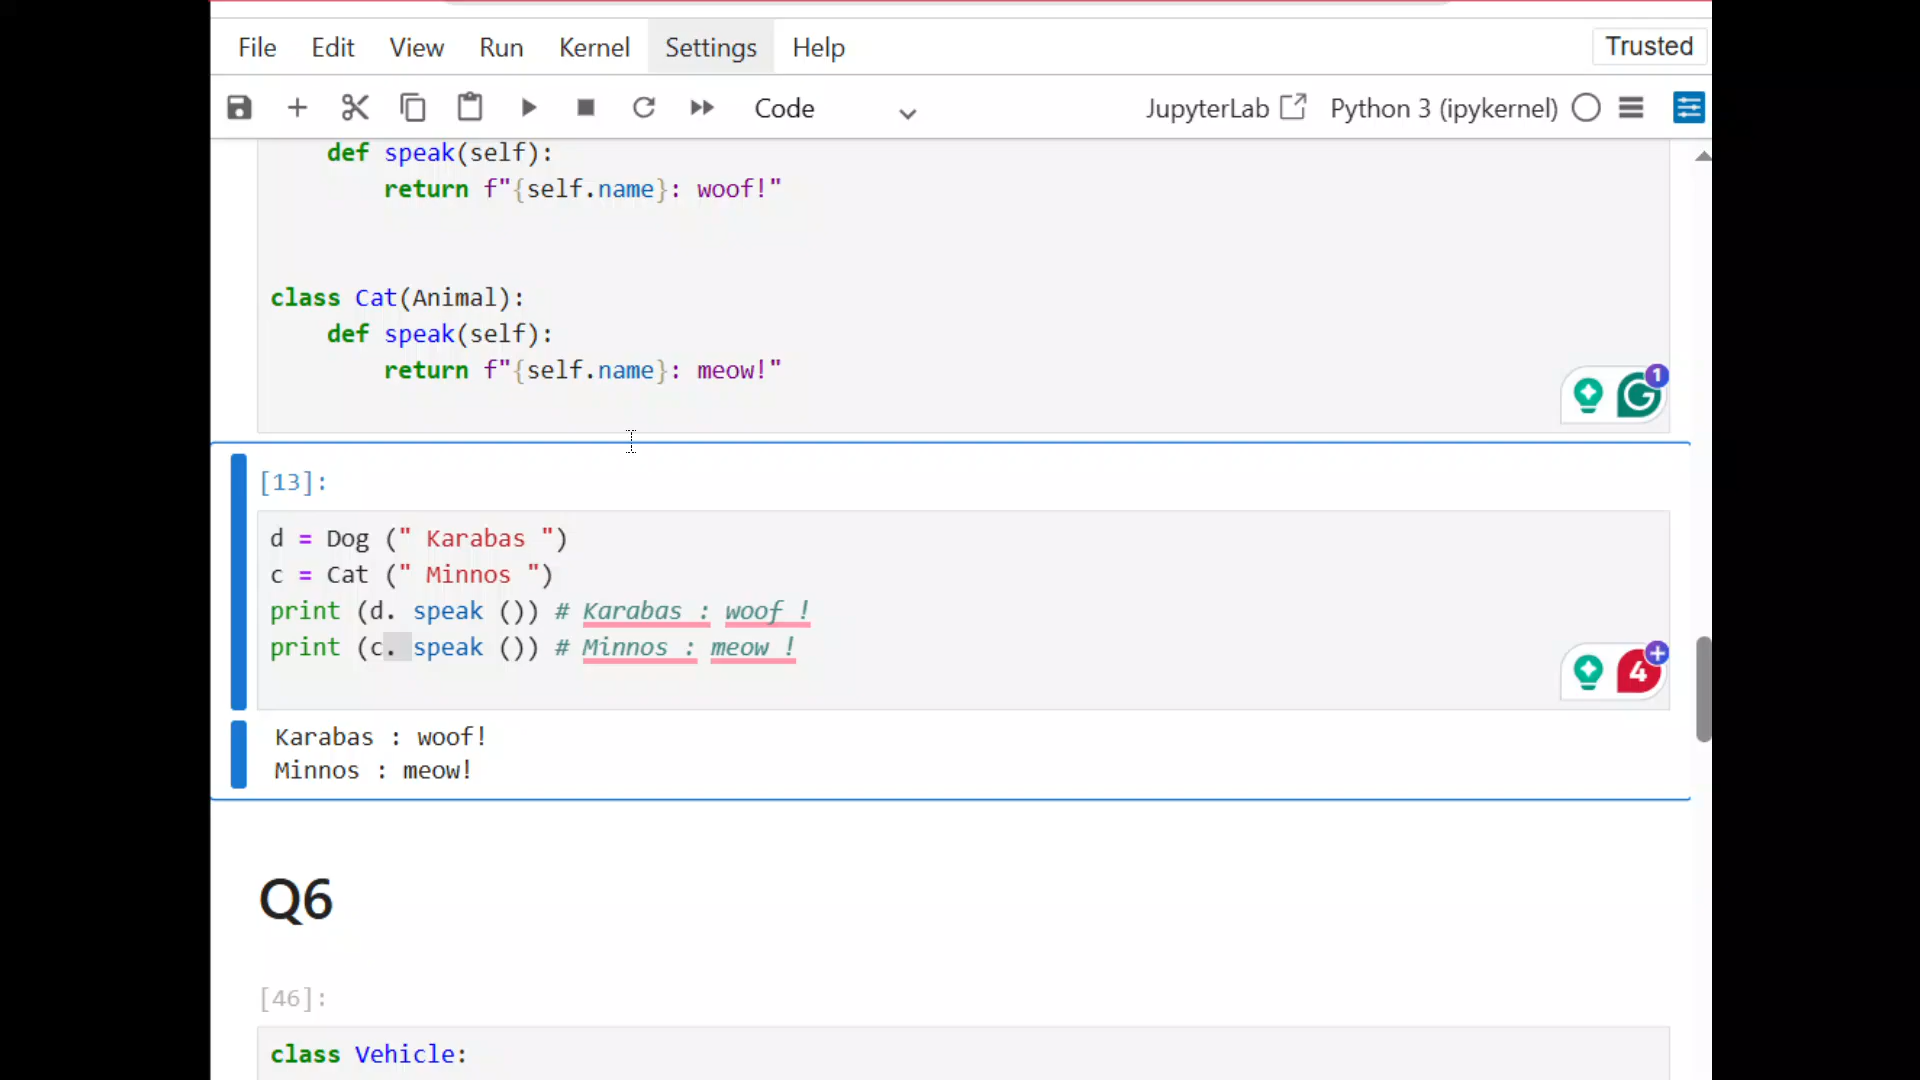 File Edit View Run Kernel Settings Help Trusted
Code JupyterLab Python 3 (ipykernel)
def speak(self):
return f"{self.name}: woof!"
class Cat(Animal):
def speak(self):
return f"{self.name}: meow!"
1
[13]:
d = Dog (" Karabas ")
c = Cat (" Minnos ")
print (d. speak ()) # Karabas : woof !
print (c. speak ()) # Minnos : meow !
4
Karabas : woof!
Minnos : meow!
Q6
[46]:
class Vehicle: